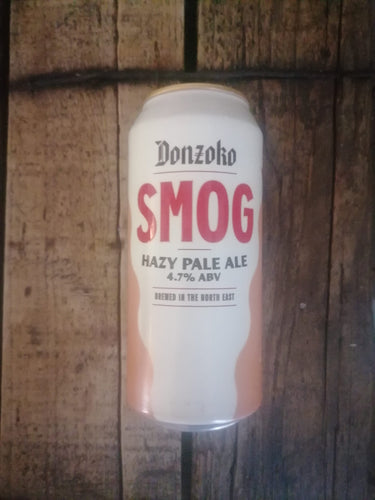 Donzoko
SMOG
HAZY PALE ALE
4.7% ABV
BREWED IN THE NORTH EAST